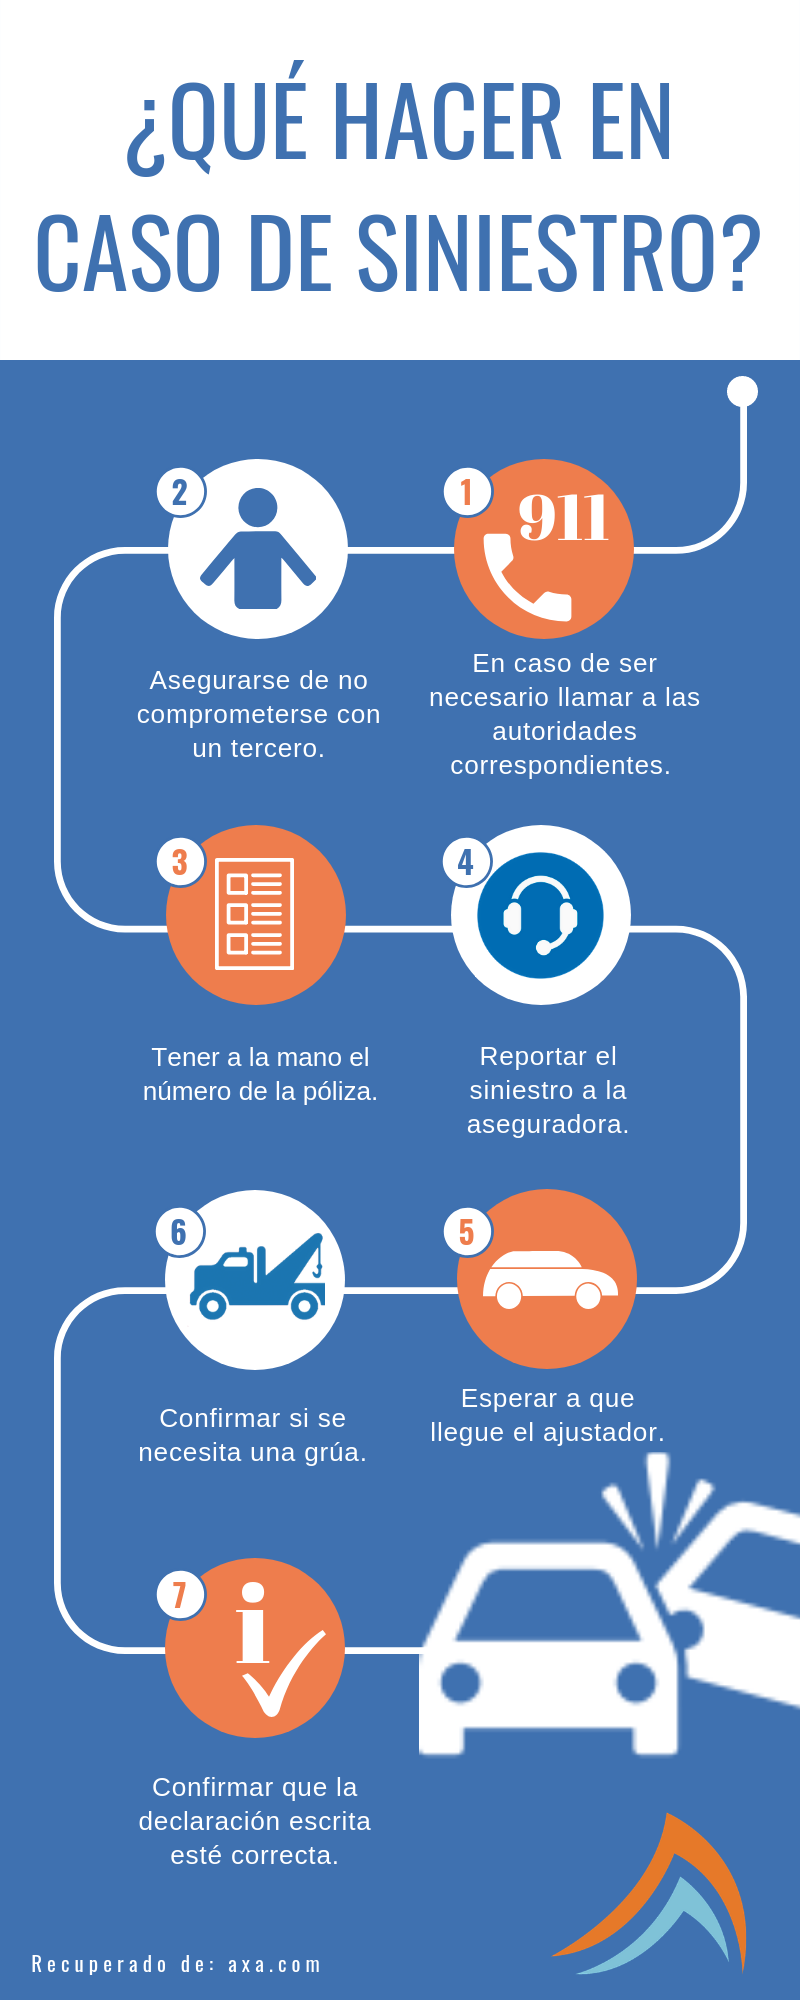 ¿QUÉ HACER EN
CASO DE SINIESTRO?
1
911
En caso de ser
necesario llamar a las
autoridades
correspondientes.
2
Asegurarse de no
comprometerse con
un tercero.
3
Tener a la mano el
número de la póliza.
4
Reportar el
siniestro a la
aseguradora.
5
Esperar a que
llegue el ajustador.
6
Confirmar si se
necesita una grúa.
7
i
Confirmar que la
declaración escrita
esté correcta.
Recuperado de: axa.com